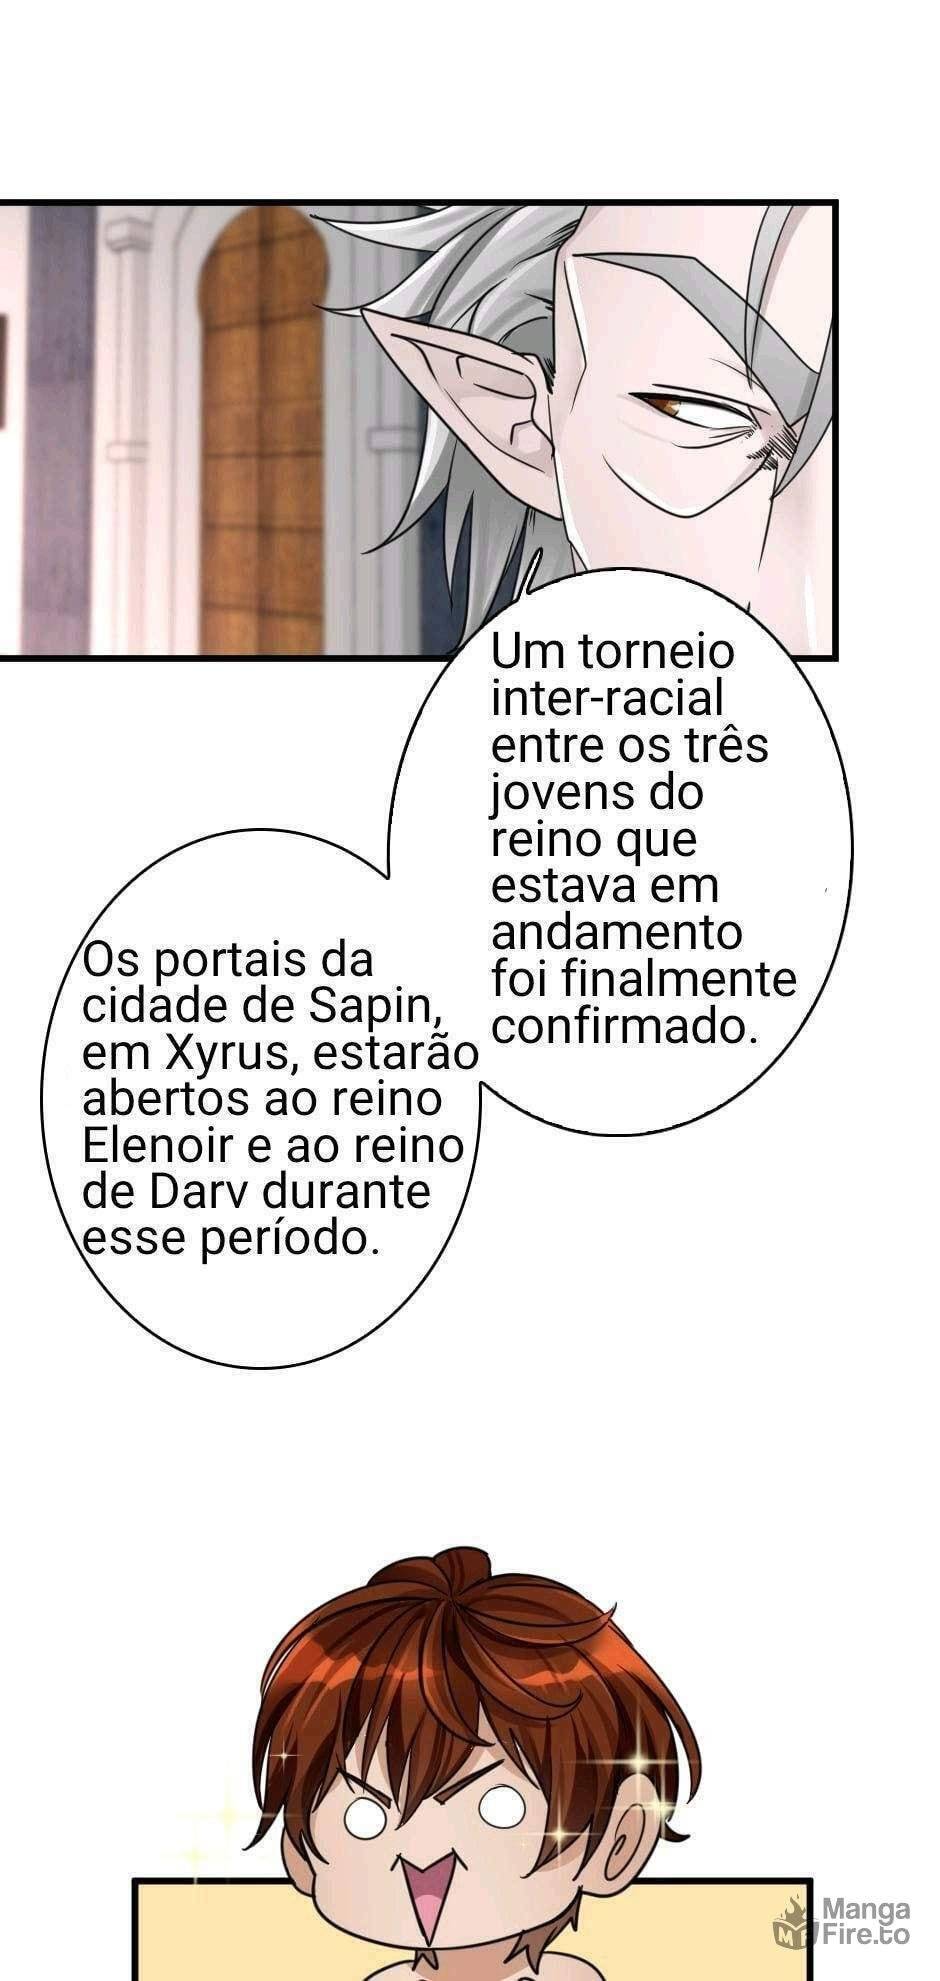 Um torneio
inter-racial
entre os três
jovens do
reino que
estava em
andamento
foi finalmente
confirmado.
Os portais da
cidade de Sapin,
em Xyrus, estarão
abertos ao reino
Elenoir e ao reino
de Darv durante
esse período.
Manga
Fire.to